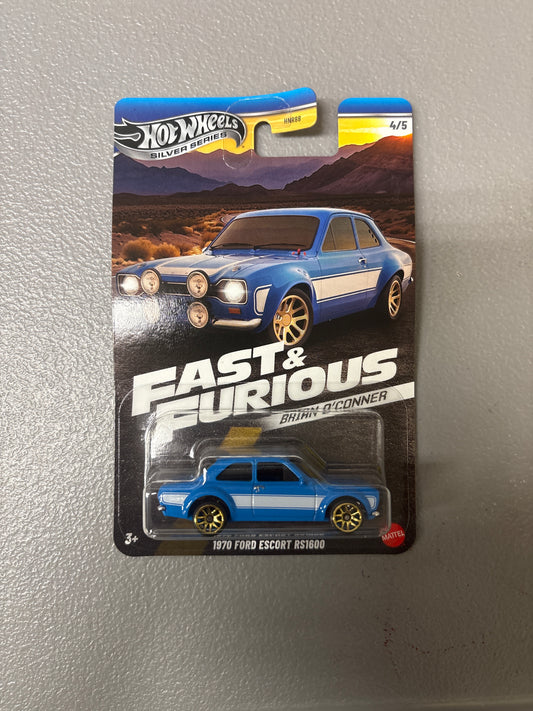 HOT WHEELS
SILVER SERIES
HNR88
4/5
FAST &
FURIOUS
BRIAN O'CONNER
3+
1970 FORD ESCORT RS1600
MATTEL